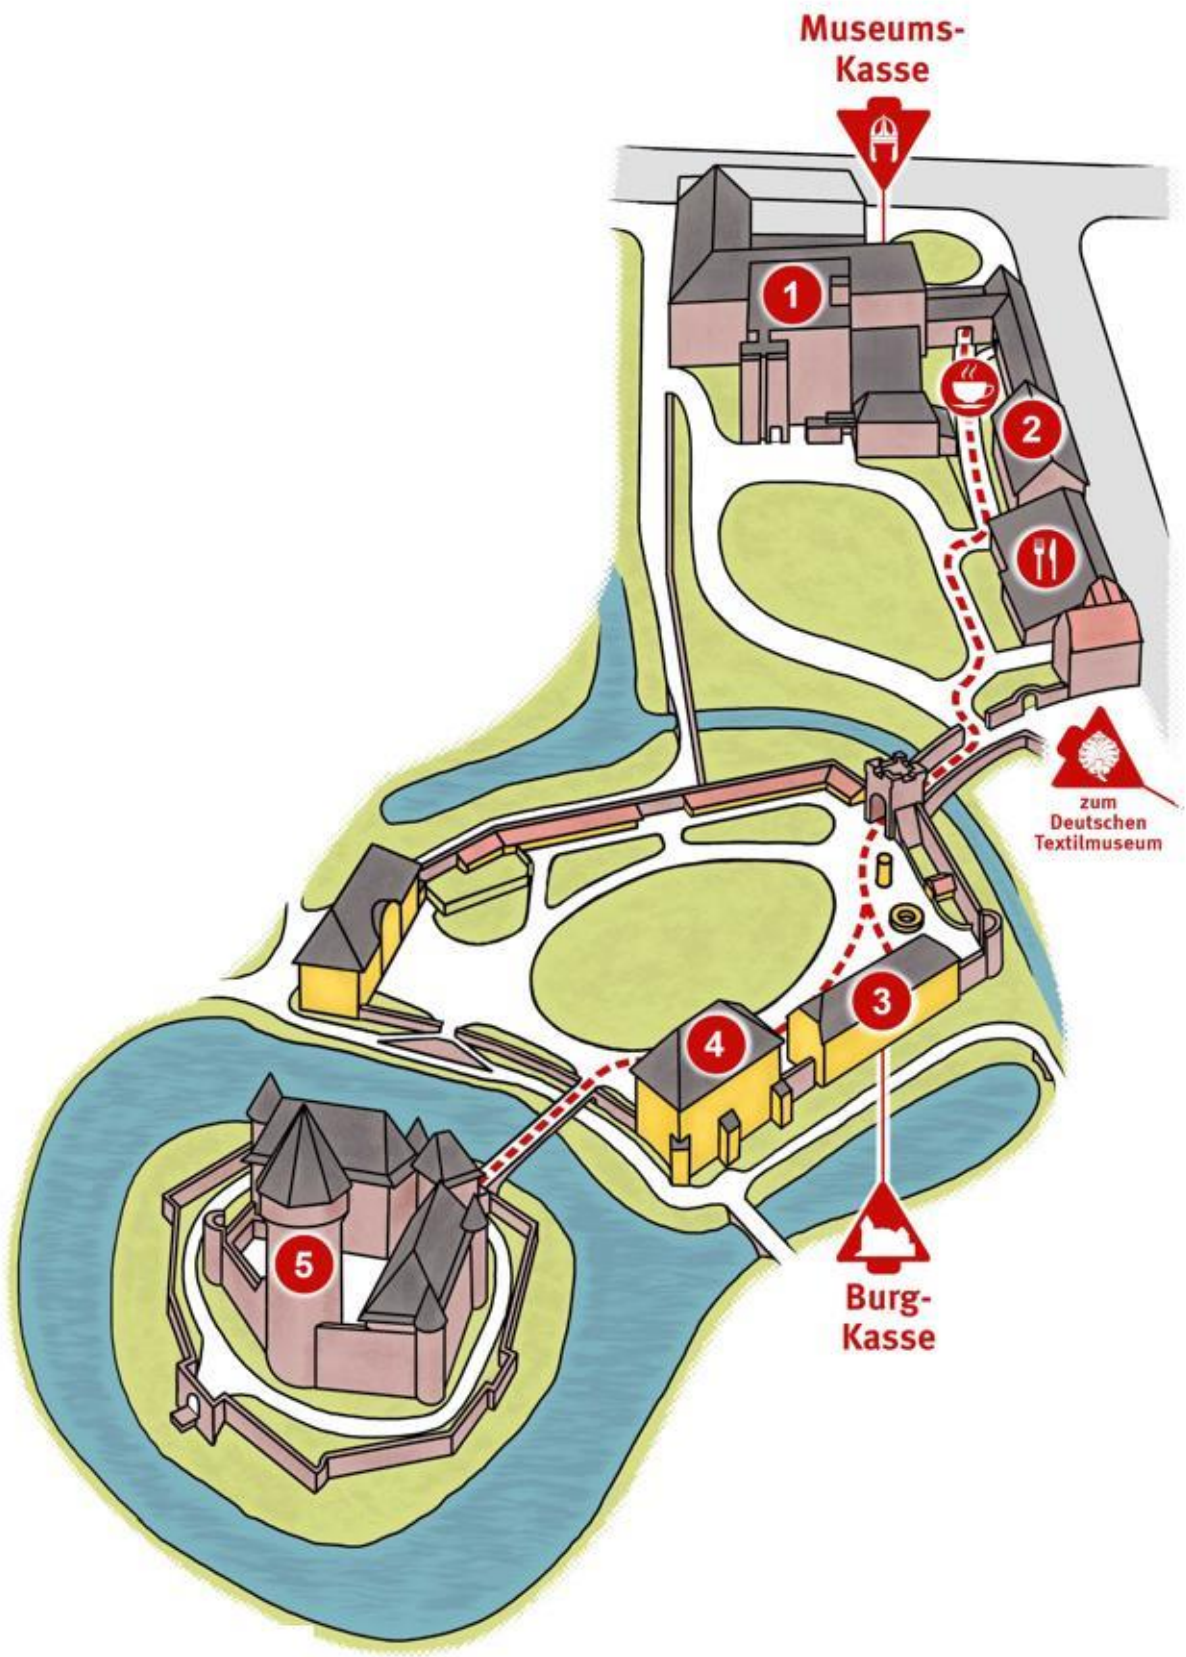 Museums-
Kasse
1
2
zum
Deutschen
Textilmuseum
3
4
5
Burg-
Kasse